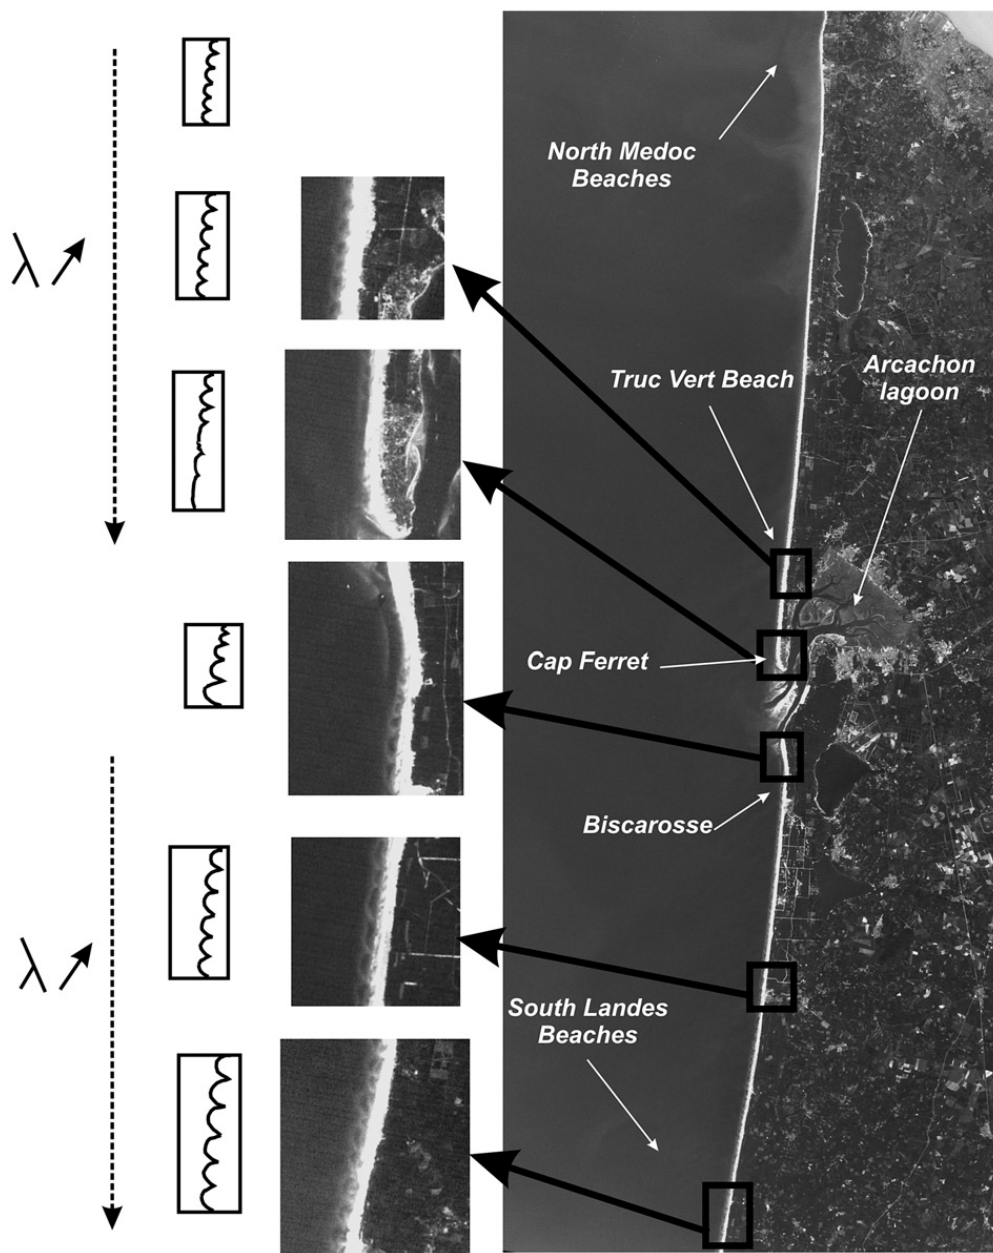 North Medoc
Beaches
λ
Truc Vert Beach
Arcachon
lagoon
Cap Ferret
Biscarosse
λ
South Landes
Beaches